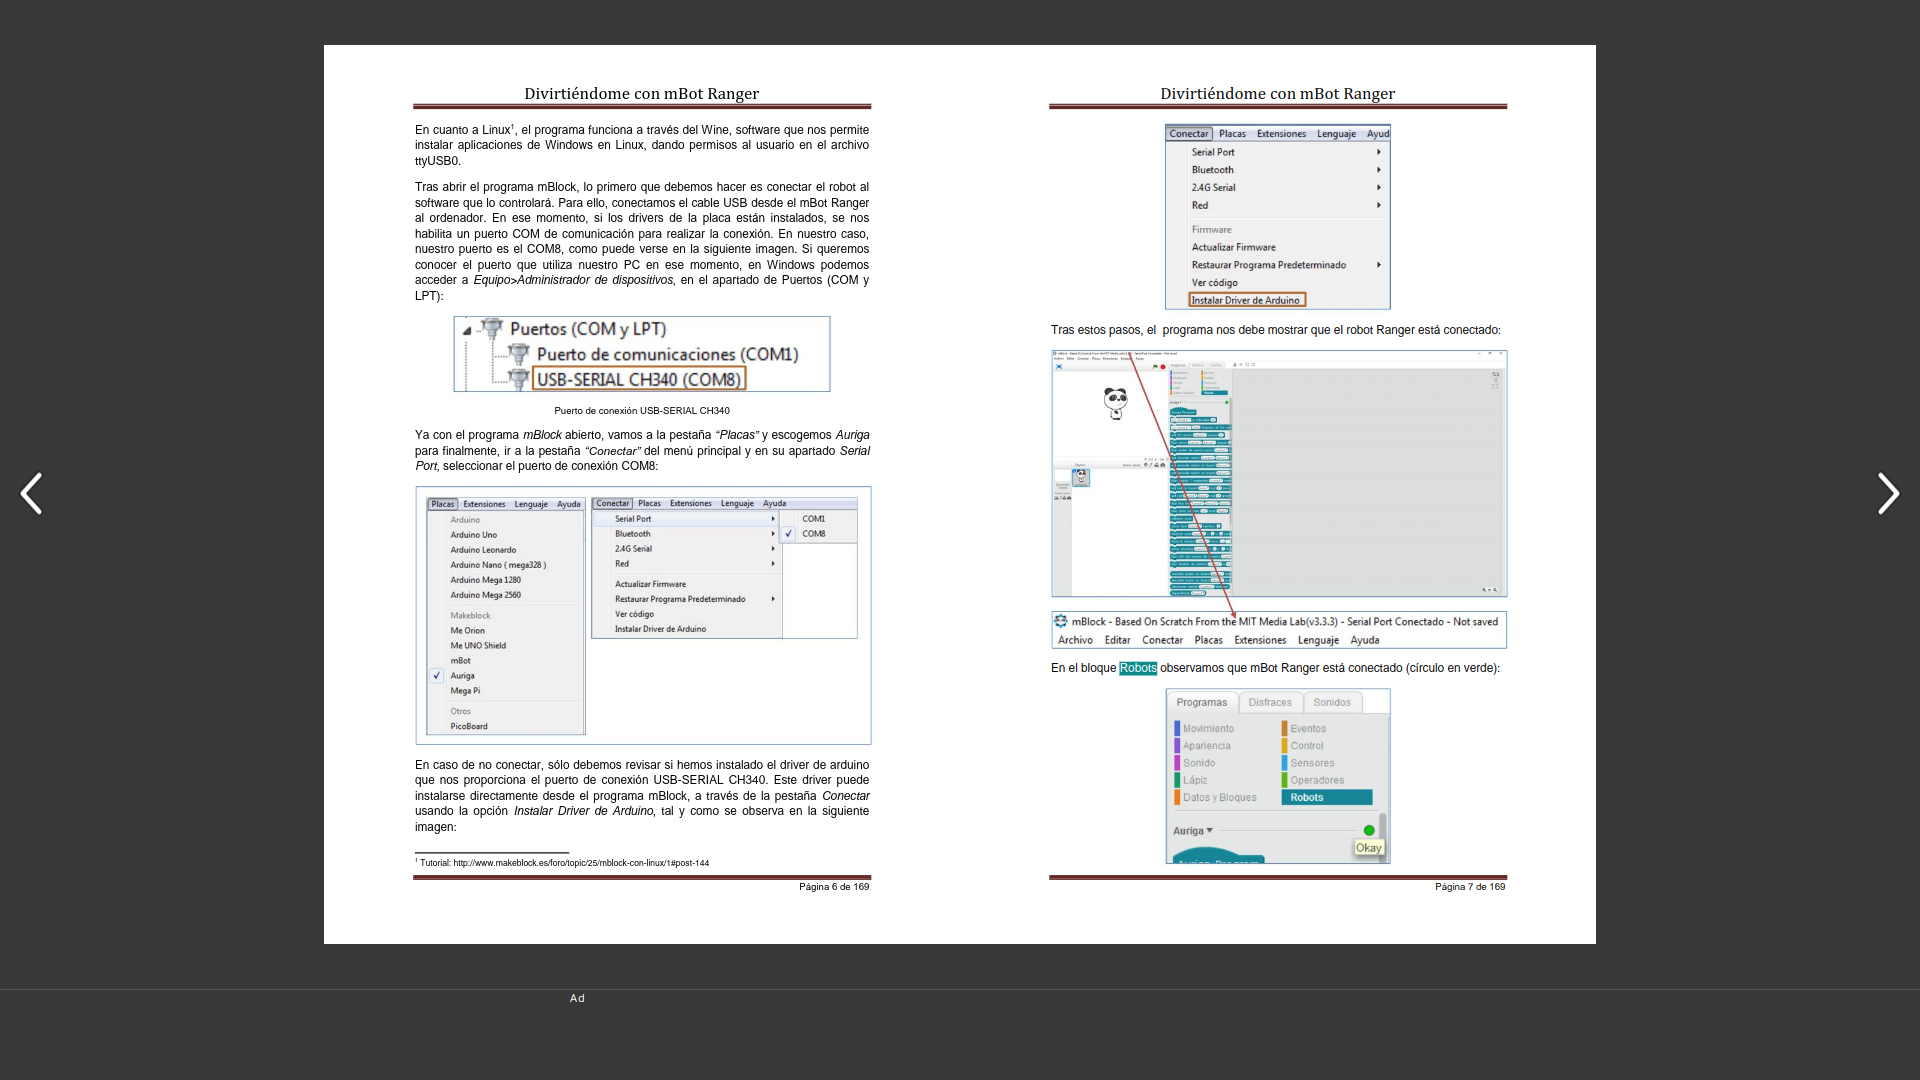 Divirtiéndome con mBot Ranger
En cuanto a Linux¹, el programa funciona a través del Wine, software que nos permite
instalar aplicaciones de Windows en Linux, dando permisos al usuario en el archivo
ttyUSB0.
Tras abrir el programa mBlock, lo primero que debemos hacer es conectar el robot al
software que lo controlará. Para ello, conectamos el cable USB desde el mBot Ranger
al ordenador. En ese momento, si los drivers de la placa están instalados, se nos
habilita un puerto COM de comunicación para realizar la conexión. En nuestro caso,
nuestro puerto es el COM8, como puede verse en la siguiente imagen. Si queremos
conocer el puerto que utiliza nuestro PC en ese momento, en Windows podemos
acceder a Equipo>Administrador de dispositivos, en el apartado de Puertos (COM y
LPT):
Puertos (COM y LPT)
Puerto de comunicaciones (COM1)
USB-SERIAL CH340 (COM8)
Puerto de conexión USB-SERIAL CH340
Ya con el programa mBlock abierto, vamos a la pestaña “Placas” y escogemos Auriga
para finalmente, ir a la pestaña “Conectar” del menú principal y en su apartado Serial
Port, seleccionar el puerto de conexión COM8:
Placas Extensiones Lenguaje Ayuda
Arduino
Arduino Uno
Arduino Leonardo
Arduino Nano ( mega328 )
Arduino Mega 1280
Arduino Mega 2560
Makeblock
Me Orion
Me UNO Shield
mBot
Auriga
Mega Pi
Otros
PicoBoard
Conectar Placas Extensiones Lenguaje Ayuda
Serial Port
COM1
Bluetooth
COM8
2.4G Serial
Red
Actualizar Firmware
Restaurar Programa Predeterminado
Ver código
Instalar Driver de Arduino
En caso de no conectar, sólo debemos revisar si hemos instalado el driver de arduino
que nos proporciona el puerto de conexión USB-SERIAL CH340. Este driver puede
instalarse directamente desde el programa mBlock, a través de la pestaña Conectar
usando la opción Instalar Driver de Arduino, tal y como se observa en la siguiente
imagen:
¹ Tutorial: http://www.makeblock.es/foro/topic/25/mblock-con-linux/1#post-144
Página 6 de 169
Divirtiéndome con mBot Ranger
Conectar Placas Extensiones Lenguaje Ayud
Serial Port
Bluetooth
2.4G Serial
Red
Firmware
Actualizar Firmware
Restaurar Programa Predeterminado
Ver código
Instalar Driver de Arduino
Tras estos pasos, el programa nos debe mostrar que el robot Ranger está conectado:
mBlock - Based On Scratch From the MIT Media Lab(v3.3.3) - Serial Port Conectado - Not saved
Archivo Editar Conectar Placas Extensiones Lenguaje Ayuda
En el bloque Robots observamos que mBot Ranger está conectado (círculo en verde):
Programas Disfraces Sonidos
Movimiento Eventos
Apariencia Control
Sonido Sensores
Lápiz Operadores
Datos y Bloques Robots
Auriga
Okay
Auriga Program
Página 7 de 169
Ad